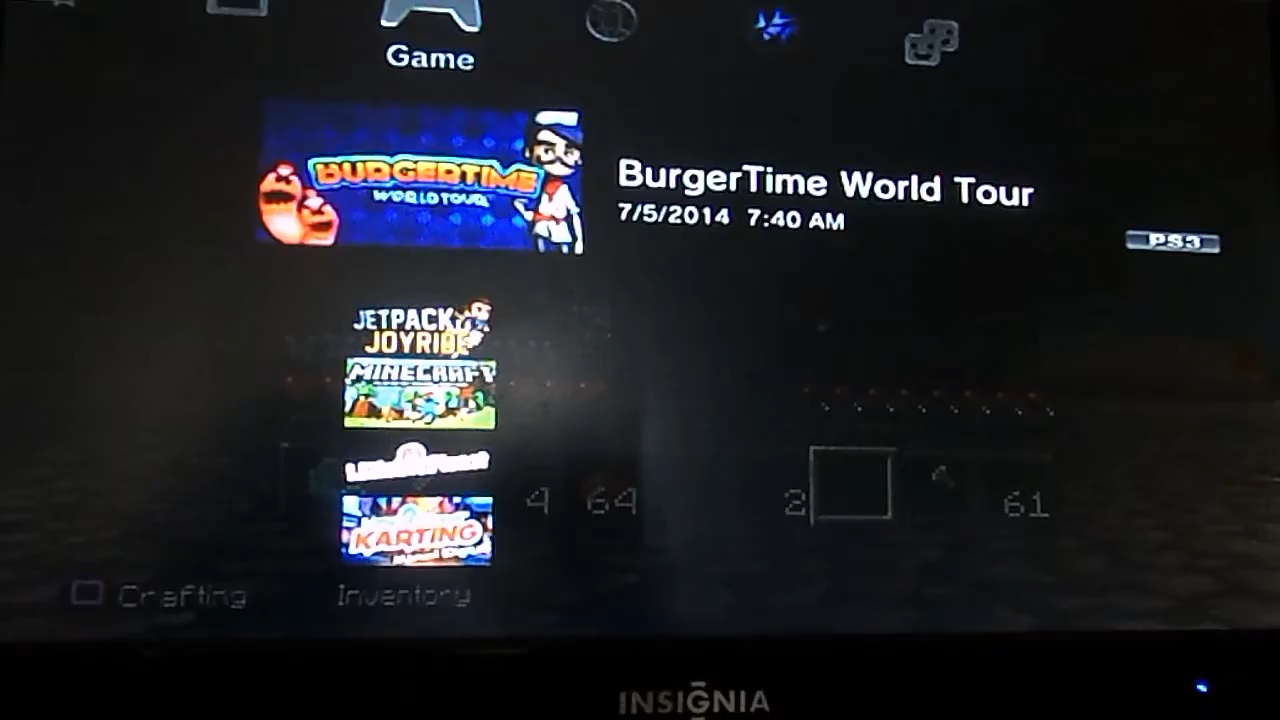 Game
BURGERTIME
WORLD TOUR
BurgerTime World Tour
7/5/2014 7:40 AM
PS3
JETPACK
JOYRIDE
MINECRAFT
KARTING
4 64
2 61
Crafting Inventory
INSIGNIA